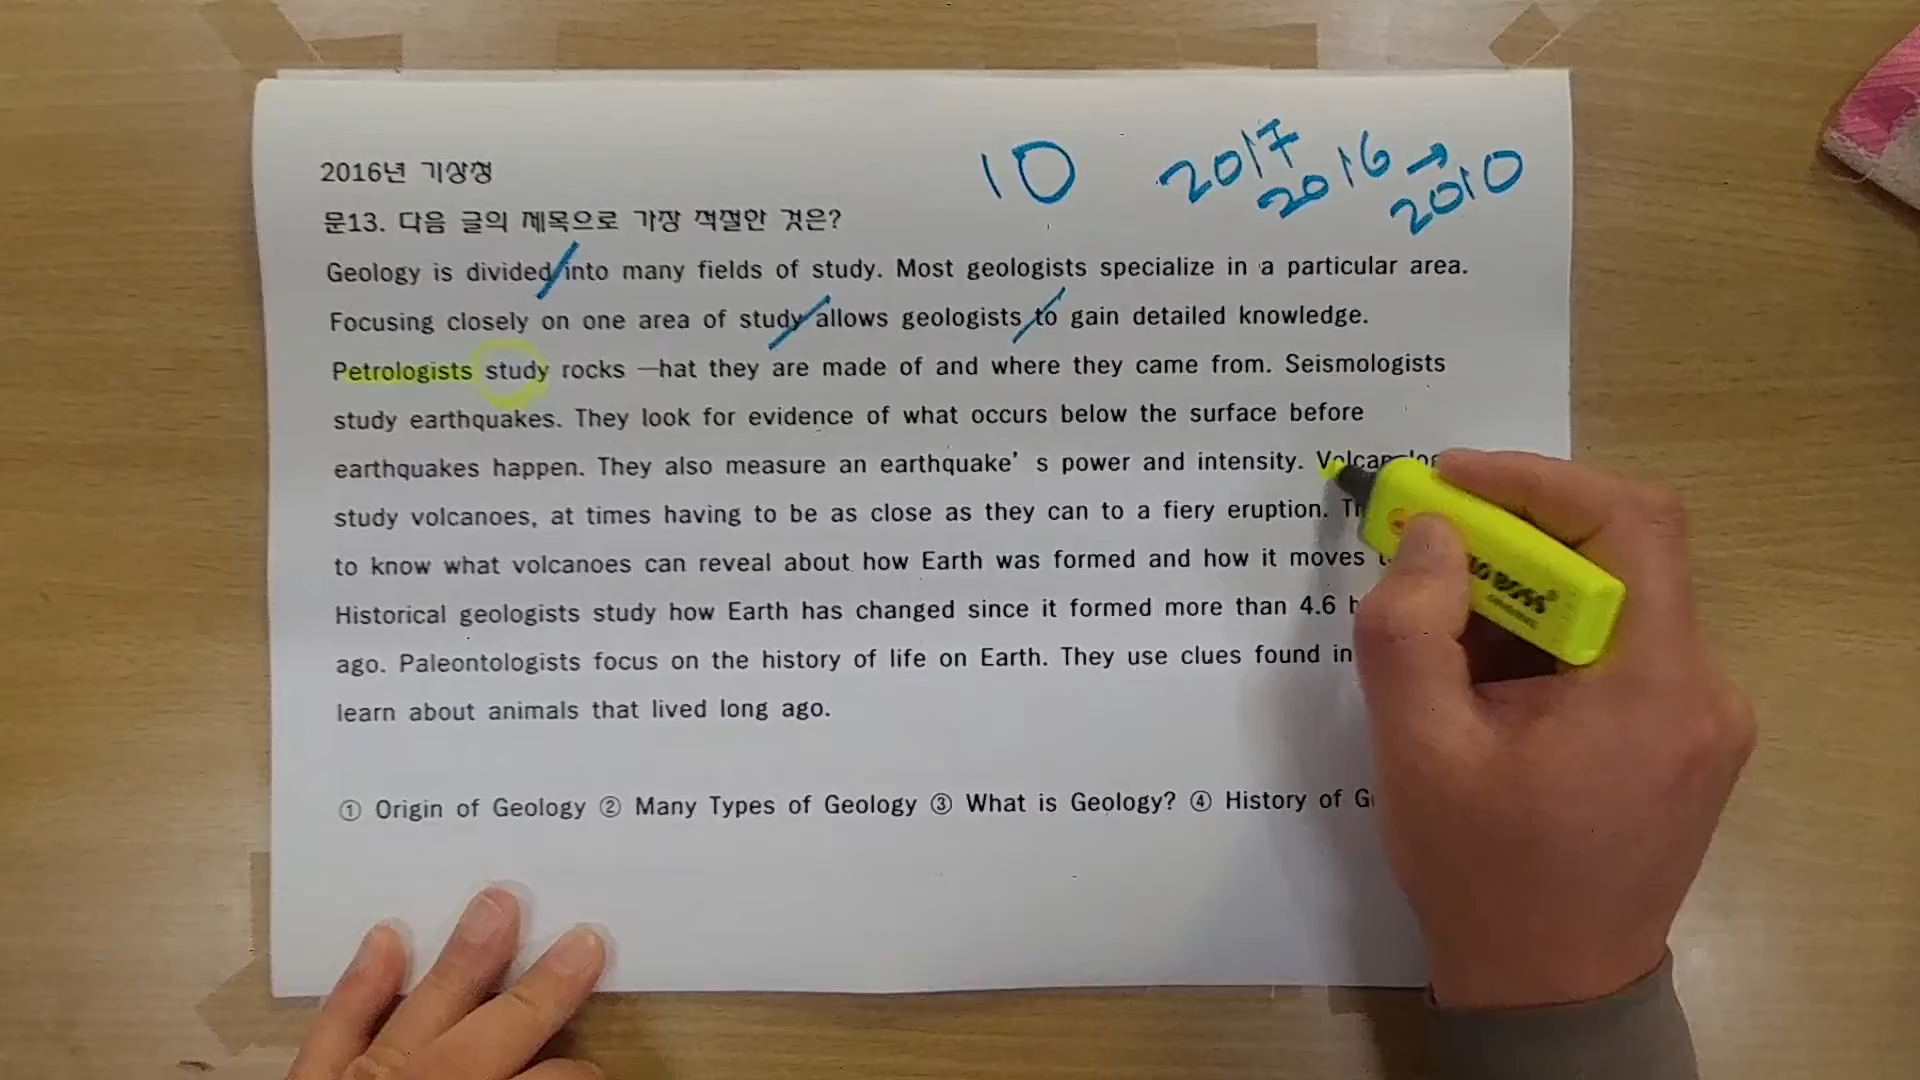 2016년 기상청
10
2017
2016 → 2010
문13. 다음 글의 제목으로 가장 적절한 것은?
Geology is divided into many fields of study. Most geologists specialize in a particular area.
Focusing closely on one area of study allows geologists to gain detailed knowledge.
Petrologists study rocks —hat they are made of and where they came from. Seismologists
study earthquakes. They look for evidence of what occurs below the surface before
earthquakes happen. They also measure an earthquake' s power and intensity.
study volcanoes, at times having to be as close as they can to a fiery eruption.
to know what volcanoes can reveal about how Earth was formed and how it moves
Historical geologists study how Earth has changed since it formed more than 4.6
ago. Paleontologists focus on the history of life on Earth. They use clues found in
learn about animals that lived long ago.
① Origin of Geology ② Many Types of Geology ③ What is Geology? ④ History of
BOSS